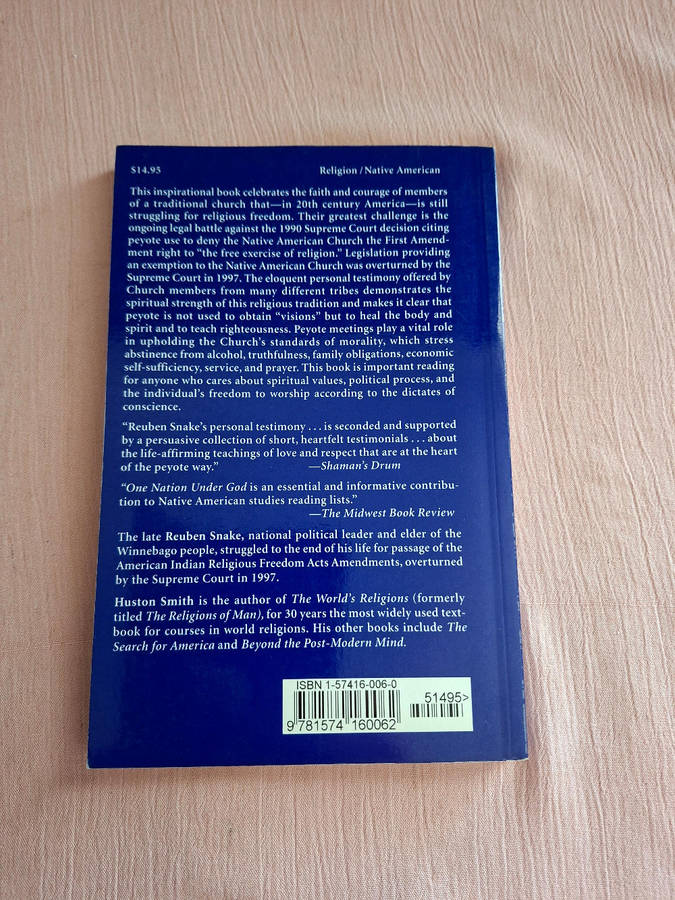 $14.95 Religion / Native American
This inspirational book celebrates the faith and courage of members
of a traditional church that—in 20th century America—is still
struggling for religious freedom. Their greatest challenge is the
ongoing legal battle against the 1990 Supreme Court decision citing
peyote use to deny the Native American Church the First Amend-
ment right to “the free exercise of religion.” Legislation providing
an exemption to the Native American Church was overturned by the
Supreme Court in 1997. The eloquent personal testimony offered by
Church members from many different tribes demonstrates the
spiritual strength of this religious tradition and makes it clear that
peyote is not used to obtain “visions” but to heal the body and
spirit and to teach righteousness. Peyote meetings play a vital role
in upholding the Church’s standards of morality, which stress
abstinence from alcohol, truthfulness, family obligations, economic
self-sufficiency, service, and prayer. This book is important reading
for anyone who cares about spiritual values, political process, and
the individual’s freedom to worship according to the dictates of
conscience.
“Reuben Snake’s personal testimony . . . is seconded and supported
by a persuasive collection of short, heartfelt testimonials . . . about
the life-affirming teachings of love and respect that are at the heart
of the peyote way.” —Shaman’s Drum
“One Nation Under God is an essential and informative contribu-
tion to Native American studies reading lists.”
—The Midwest Book Review
The late Reuben Snake, national political leader and elder of the
Winnebago people, struggled to the end of his life for passage of the
American Indian Religious Freedom Acts Amendments, overturned
by the Supreme Court in 1997.
Huston Smith is the author of The World’s Religions (formerly
titled The Religions of Man), for 30 years the most widely used text-
book for courses in world religions. His other books include The
Search for America and Beyond the Post-Modern Mind.
ISBN 1-57416-006-0
51495>
9 781574 160062